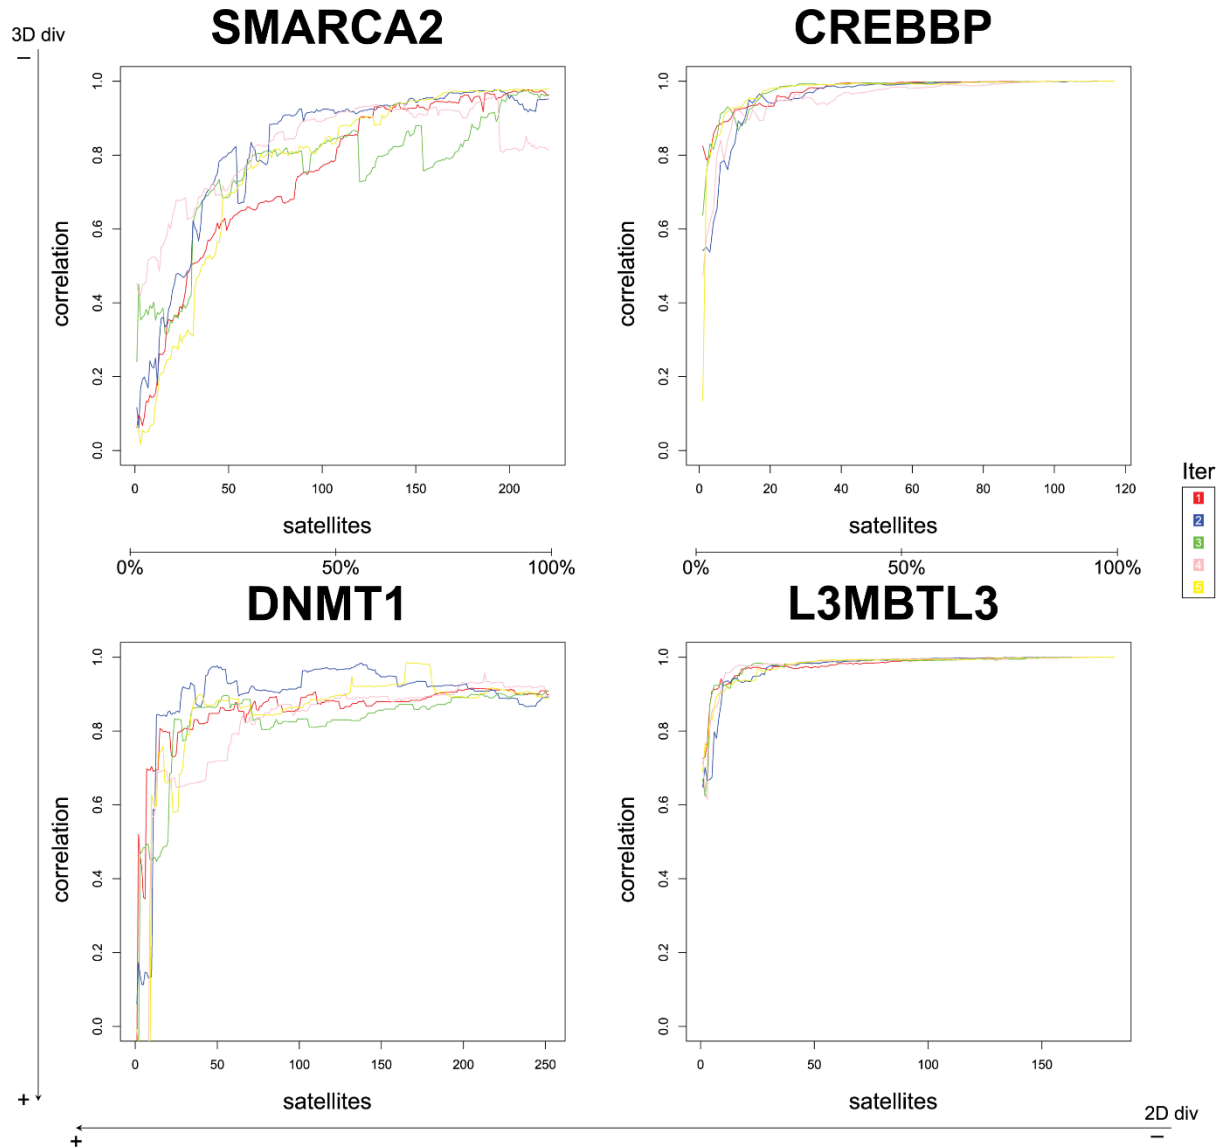 SMARCA2 CREBBP
3D div
−
1.0
0.8
0.6
0.4
0.2
0.0
correlation
0 50 100 150 200
satellites
0% 50% 100%
1.0
0.8
0.6
0.4
0.2
0.0
correlation
0 20 40 60 80 100 120
satellites
0% 50% 100%
Iter
1
2
3
4
5
DNMT1 L3MBTL3
1.0
0.8
0.6
0.4
0.2
0.0
correlation
0 50 100 150 200 250
satellites
1.0
0.8
0.6
0.4
0.2
0.0
correlation
0 50 100 150
satellites
+
2D div
+ −